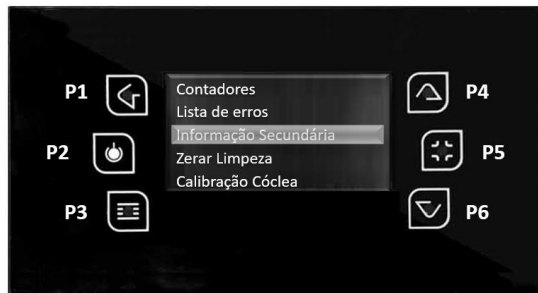 P1
P2
P3
Contadores
Lista de erros
Informação Secundária
Zerar Limpeza
Calibração Cóclea
P4
P5
P6